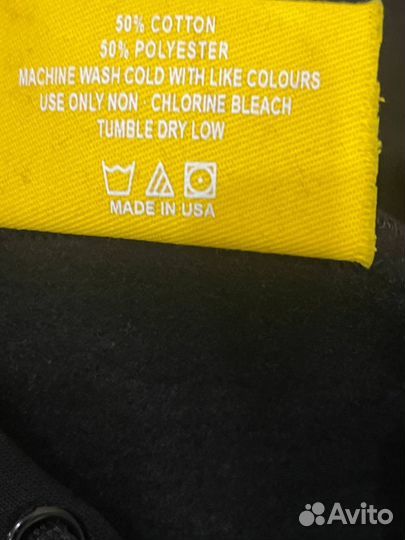 50% COTTON
50% POLYESTER
MACHINE WASH COLD WITH LIKE COLOURS
USE ONLY NON - CHLORINE BLEACH
TUMBLE DRY LOW
MADE IN USA
Avito